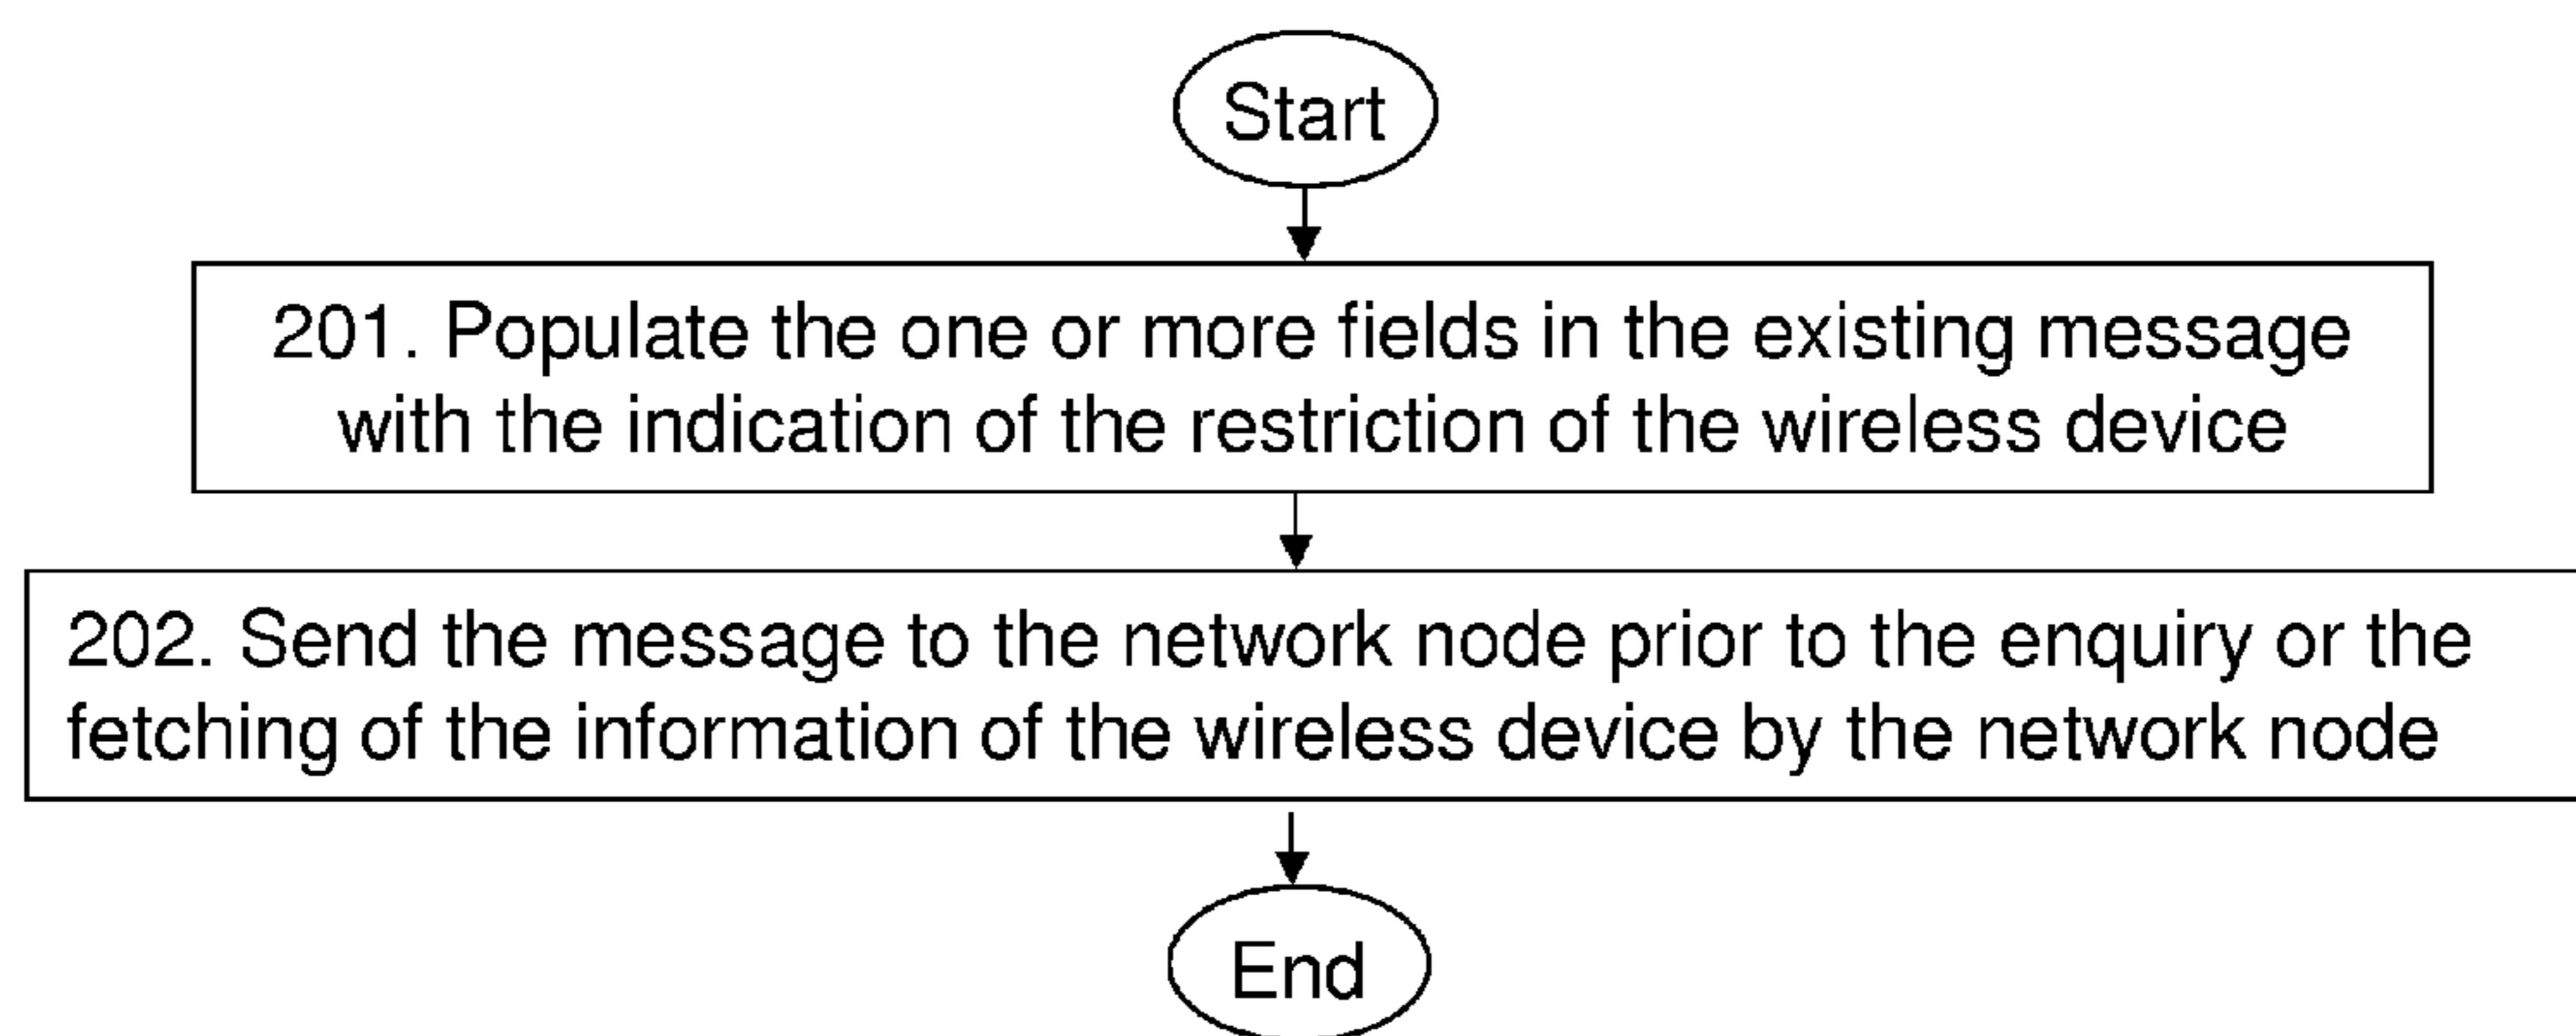 Start
201. Populate the one or more fields in the existing message
with the indication of the restriction of the wireless device
202. Send the message to the network node prior to the enquiry or the
fetching of the information of the wireless device by the network node
End